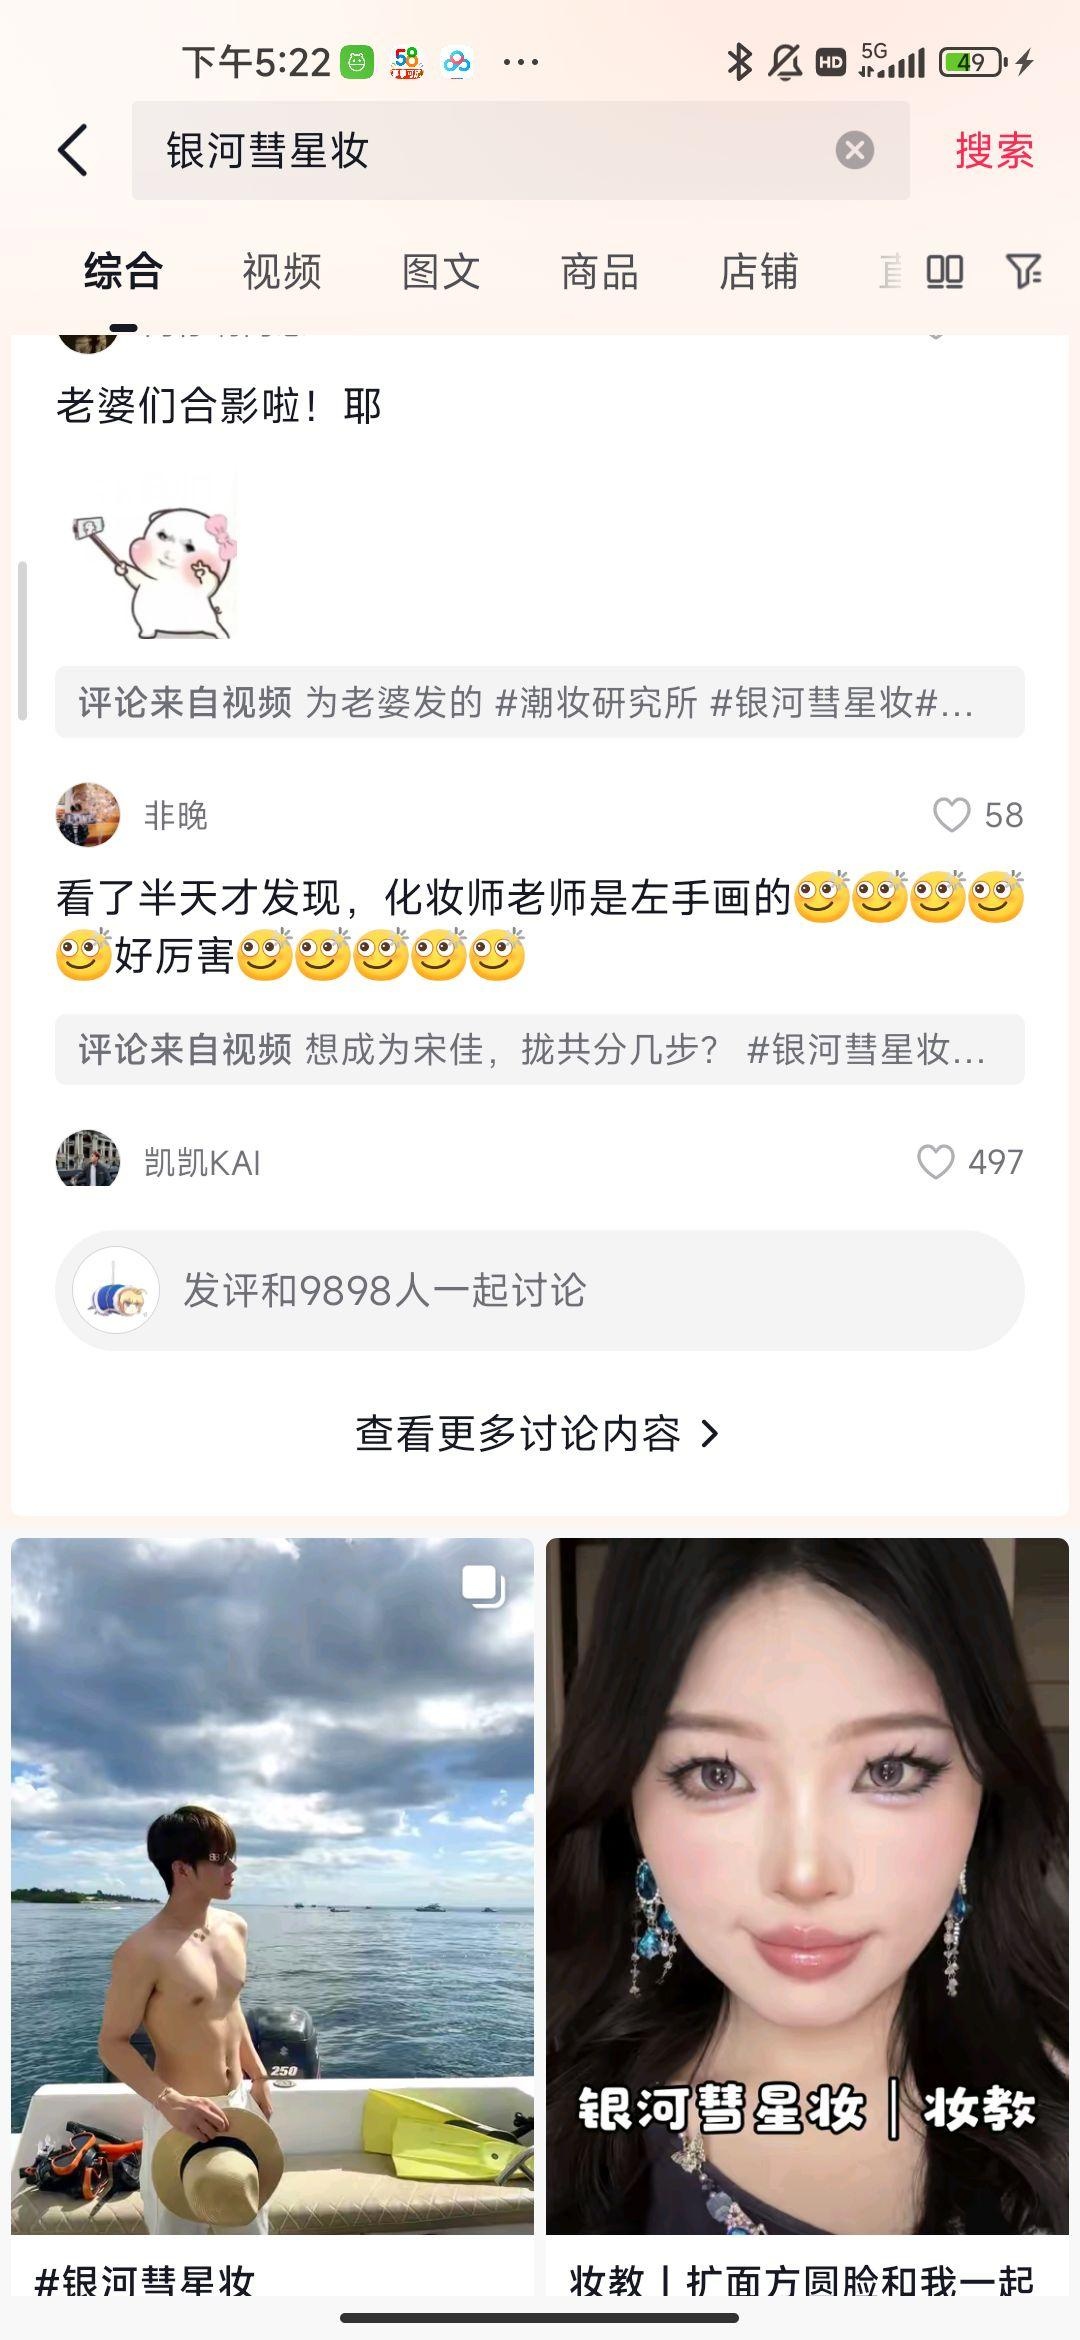 下午5:22
58
HD
5G
49
银河彗星妆
搜索
综合
视频
图文
商品
店铺
直
老婆们合影啦！耶
评论来自视频 为老婆发的 #潮妆研究所 #银河彗星妆#...
非晚
58
看了半天才发现，化妆师老师是左手画的
好厉害
评论来自视频 想成为宋佳，拢共分几步？ #银河彗星妆...
凯凯KAI
497
发评和9898人一起讨论
查看更多讨论内容
250
银河彗星妆｜妆教
#银河彗星妆
妆教丨扩面方圆脸和我一起